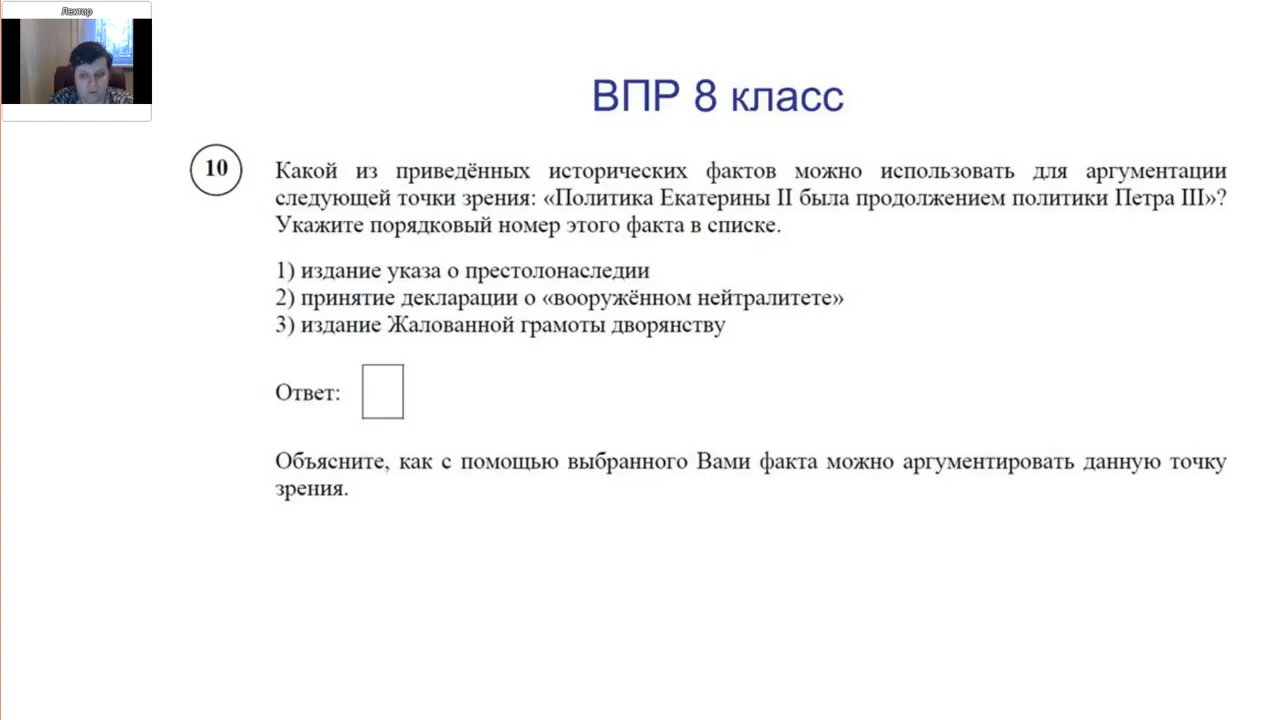 Лектор
ВПР 8 класс
10
Какой из приведённых исторических фактов можно использовать для аргументации
следующей точки зрения: «Политика Екатерины II была продолжением политики Петра III»?
Укажите порядковый номер этого факта в списке.
1) издание указа о престолонаследии
2) принятие декларации о «вооружённом нейтралитете»
3) издание Жалованной грамоты дворянству
Ответ:
Объясните, как с помощью выбранного Вами факта можно аргументировать данную точку
зрения.